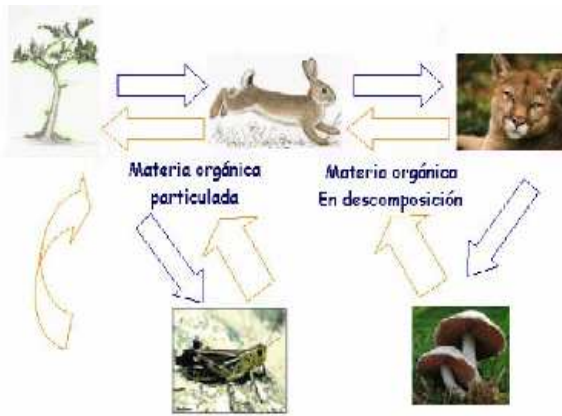 Materia orgánica
particulada
Materia orgánica
En descomposición